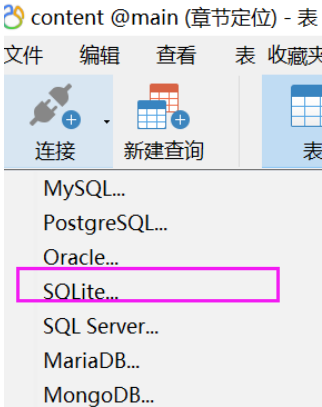 content @main (章节定位) - 表
文件 编辑 查看 表 收藏夹
连接 新建查询 表
MySQL...
PostgreSQL...
Oracle...
SQLite...
SQL Server...
MariaDB...
MongoDB...